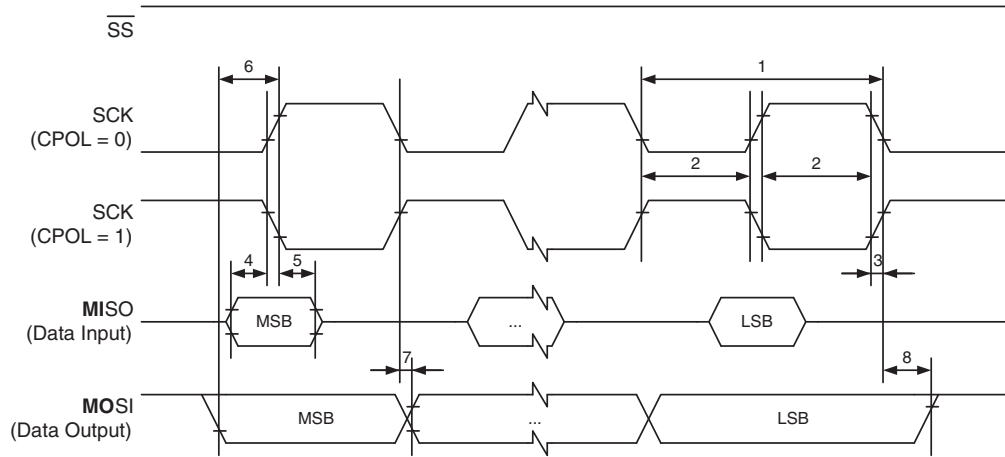 SS
6
1
SCK
(CPOL = 0)
2
2
SCK
(CPOL = 1)
4
5
3
MISO
(Data Input)
MSB
...
LSB
7
8
MOSI
(Data Output)
MSB
...
LSB